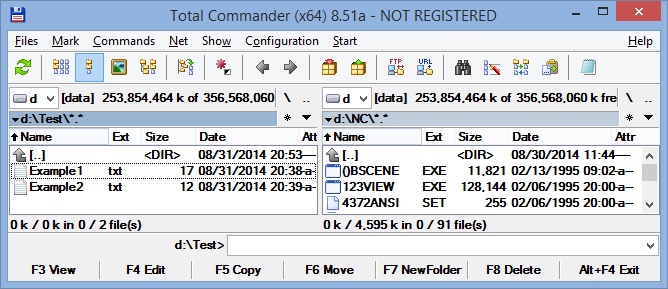 Total Commander (x64) 8.51a - NOT REGISTERED
Files Mark Commands Net Show Configuration Start Help
FTP URL
d [data] 253,854,464 k of 356,568,060 \ .. d [data] 253,854,464 k of 356,568,060 k fre \ ..
d:\Test\*.* * d:\NC\*.* *
Name Ext Size Date Att Name Ext Size Date Attr
[..] <DIR> 08/31/2014 20:53 — [..] <DIR> 08/30/2014 11:44 —
Example1 txt 17 08/31/2014 20:38 -a- ()BSCENE EXE 11,821 02/13/1995 09:02 -a—
Example2 txt 12 08/31/2014 20:39 -a- 123VIEW EXE 128,144 02/06/1995 20:00 -a—
4372ANSI SET 255 02/06/1995 20:00 -a—
0 k / 0 k in 0 / 2 file(s) 0 k / 4,595 k in 0 / 91 file(s)
d:\Test>
F3 View F4 Edit F5 Copy F6 Move F7 NewFolder F8 Delete Alt+F4 Exit